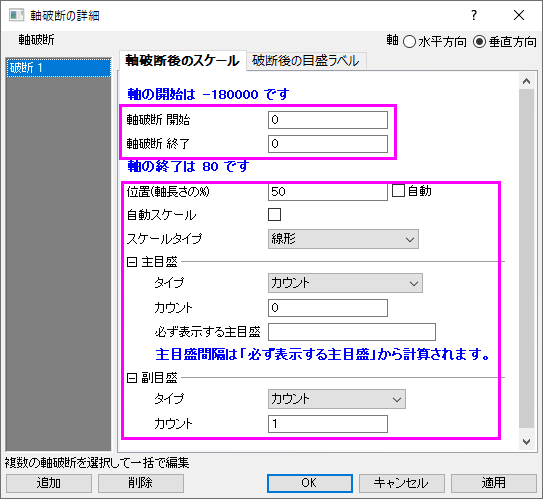 軸破断の詳細
軸破断
軸 水平方向 垂直方向
破断 1
軸破断後のスケール 破断後の目盛ラベル
軸の開始は -180000 です
軸破断 開始 0
軸破断 終了 0
軸の終了は 80 です
位置(軸長さの%) 50 自動
自動スケール
スケールタイプ 線形
主目盛
タイプ カウント
カウント 0
必ず表示する主目盛
主目盛間隔は「必ず表示する主目盛」から計算されます。
副目盛
タイプ カウント
カウント 1
複数の軸破断を選択して一括で編集
追加 削除 OK キャンセル 適用